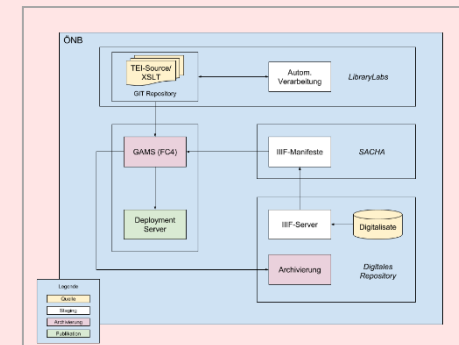 ÖNB
TEI-Source/
XSLT
GIT Repository
Autom.
Verarbeitung
LibraryLabs
GAMS (FC4)
IIIF-Manifeste
SACHA
Deployment
Server
IIIF-Server
Digitalisate
Archivierung
Digitales
Repository
Legende
Quelle
Staging
Archivierung
Publikation